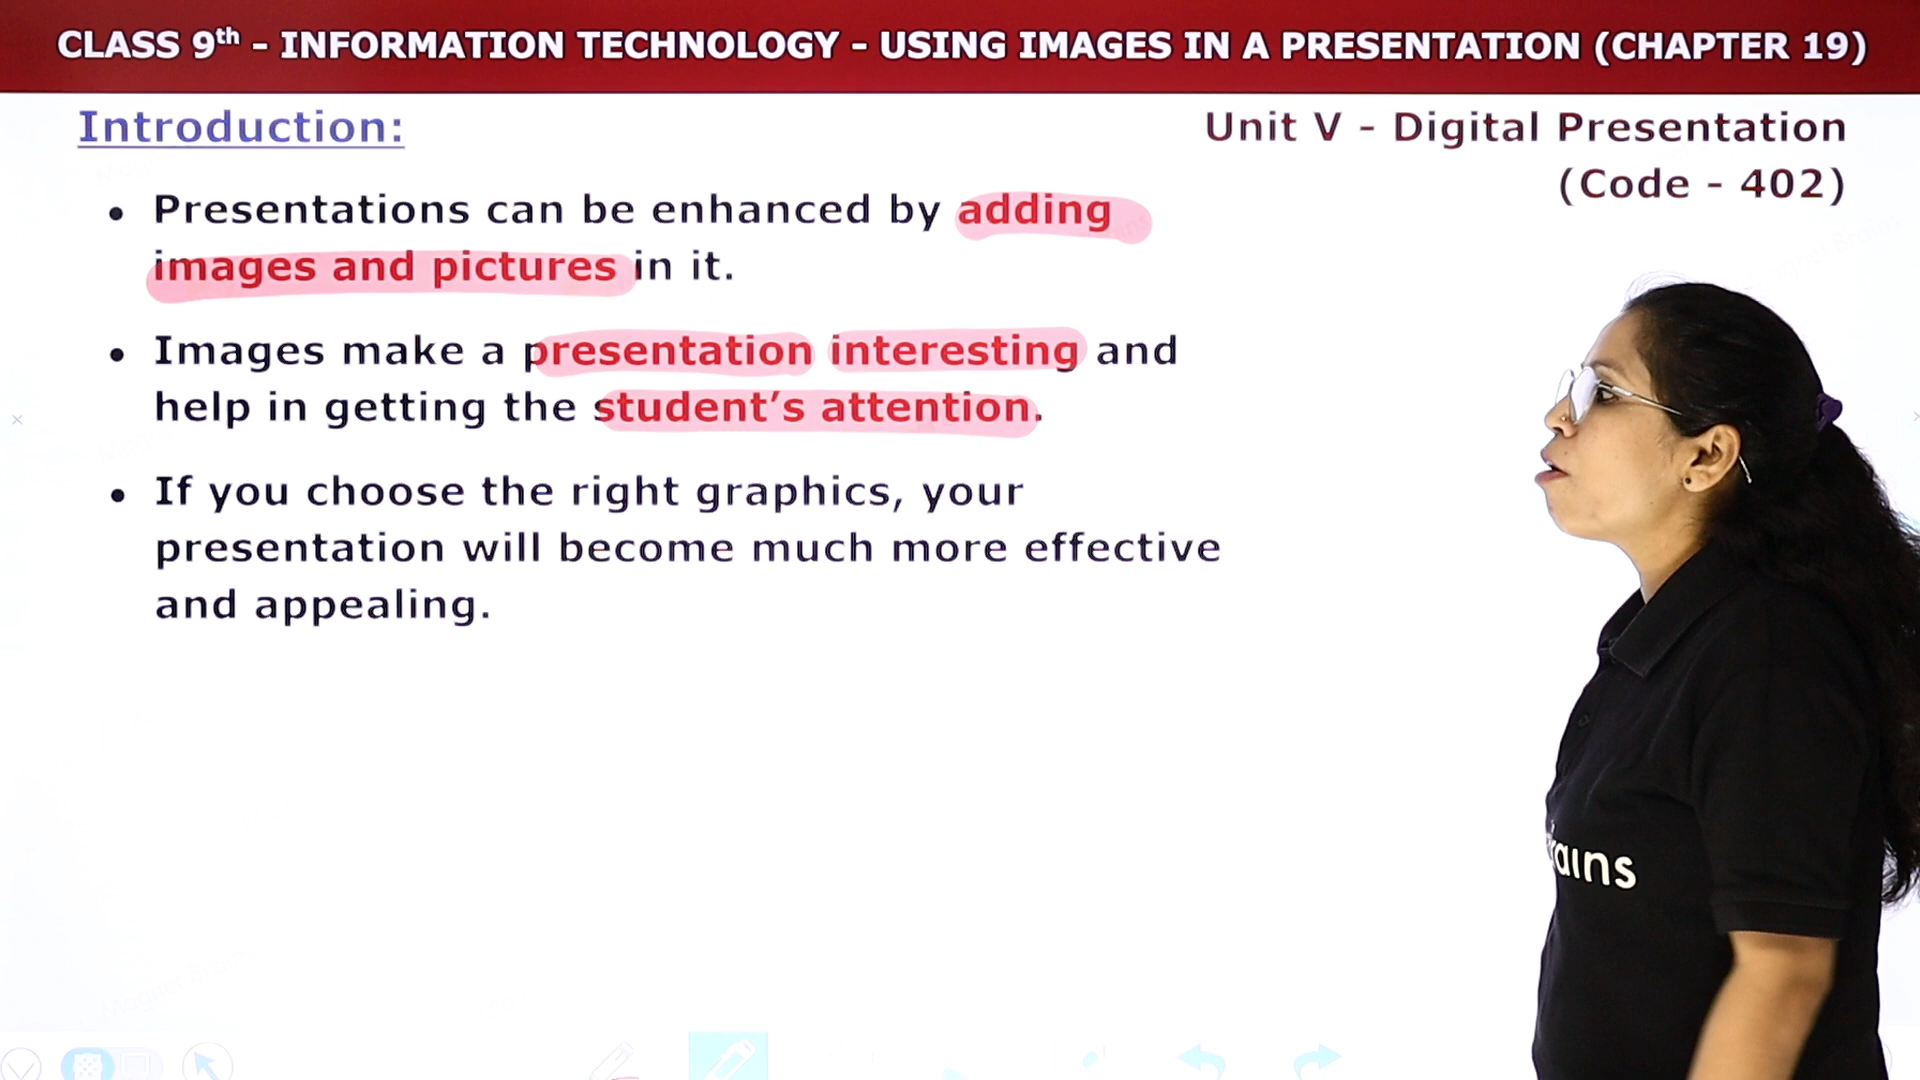 CLASS 9th - INFORMATION TECHNOLOGY - USING IMAGES IN A PRESENTATION (CHAPTER 19)
Introduction:
Unit V - Digital Presentation
(Code - 402)
• Presentations can be enhanced by adding
images and pictures in it.
• Images make a presentation interesting and
help in getting the student’s attention.
• If you choose the right graphics, your
presentation will become much more effective
and appealing.
rains